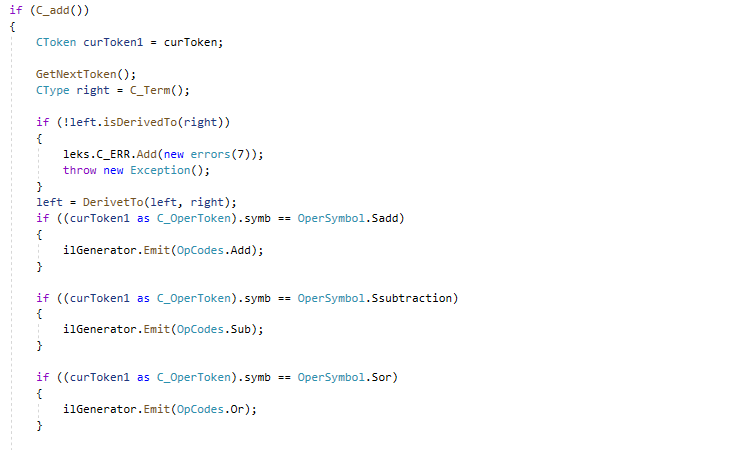 if (C_add())
{
CToken curToken1 = curToken;
GetNextToken();
CType right = C_Term();
if (!left.isDerivedTo(right))
{
leks.C_ERR.Add(new errors(7));
throw new Exception();
}
left = DerivetTo(left, right);
if ((curToken1 as C_OperToken).symb == OperSymbol.Sadd)
{
ilGenerator.Emit(OpCodes.Add);
}
if ((curToken1 as C_OperToken).symb == OperSymbol.Ssubtraction)
{
ilGenerator.Emit(OpCodes.Sub);
}
if ((curToken1 as C_OperToken).symb == OperSymbol.Sor)
{
ilGenerator.Emit(OpCodes.Or);
}